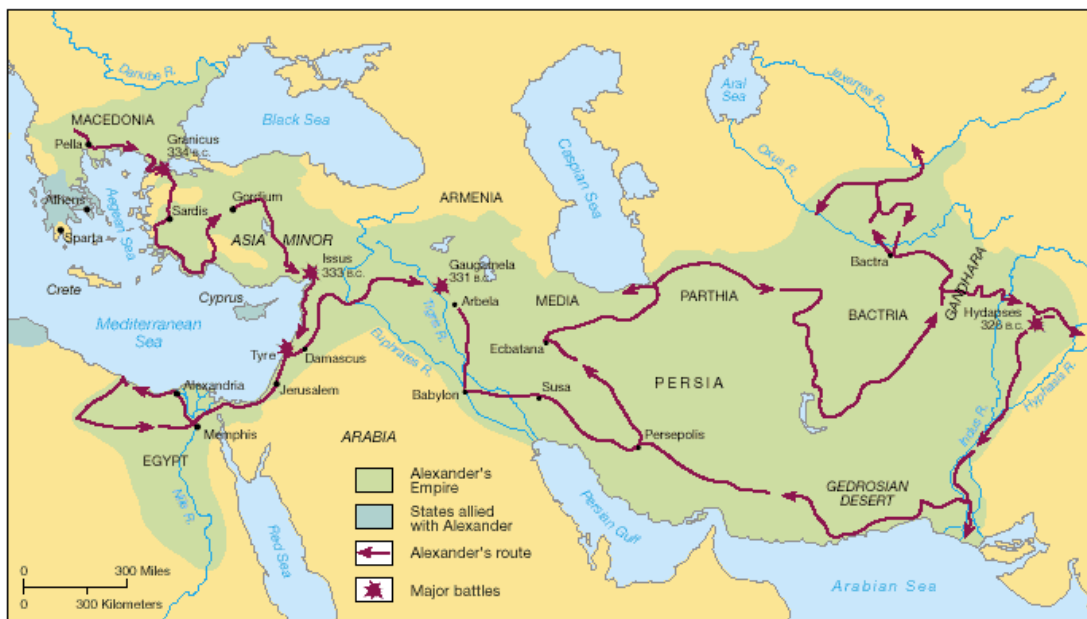 Danube R.
MACEDONIA
Pella
Granicus
334 B.C.
Black Sea
Aegean Sea
Athens
Sparta
Sardis
Gordium
ASIA MINOR
Crete
Cyprus
Issus
333 B.C.
ARMENIA
Caspian Sea
Aral
Sea
Jaxartes R.
Oxus R.
Mediterranean
Sea
Tyre
Damascus
Jerusalem
Alexandria
Memphis
EGYPT
Nile R.
Red Sea
ARABIA
Gaugamela
331 B.C.
Arbela
Tigris R.
Euphrates R.
Babylon
MEDIA
Ecbatana
Susa
PERSIA
Persepolis
Persian Gulf
PARTHIA
BACTRIA
Bactra
GANDHARA
Hydapses
326 B.C.
Hyphasis R.
Indus R.
GEDROSIAN
DESERT
Arabian Sea
Alexander's
Empire
States allied
with Alexander
Alexander's route
Major battles
0 300 Miles
0 300 Kilometers